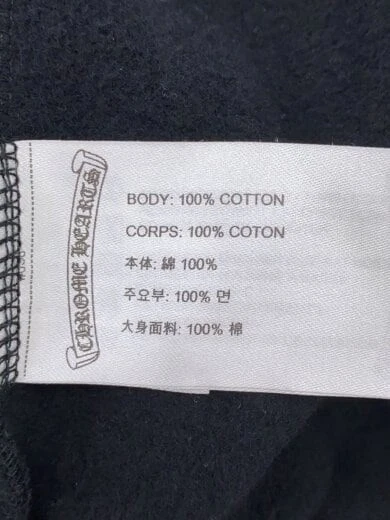 CHROME HEARTS
BODY: 100% COTTON
CORPS: 100% COTON
本体: 綿 100%
주요부: 100% 면
大身面料: 100% 棉